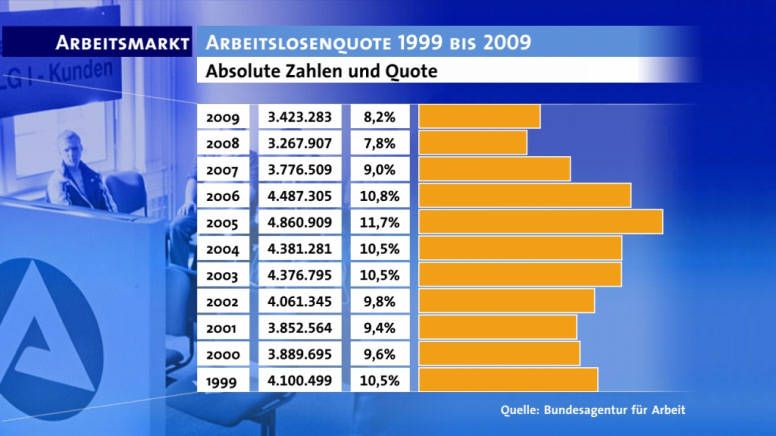 LG I - Kunden
ARBEITSMARKT ARBEITSLOSENQUOTE 1999 BIS 2009
Absolute Zahlen und Quote
2009 3.423.283 8,2%
2008 3.267.907 7,8%
2007 3.776.509 9,0%
2006 4.487.305 10,8%
2005 4.860.909 11,7%
2004 4.381.281 10,5%
2003 4.376.795 10,5%
2002 4.061.345 9,8%
2001 3.852.564 9,4%
2000 3.889.695 9,6%
1999 4.100.499 10,5%
Quelle: Bundesagentur für Arbeit